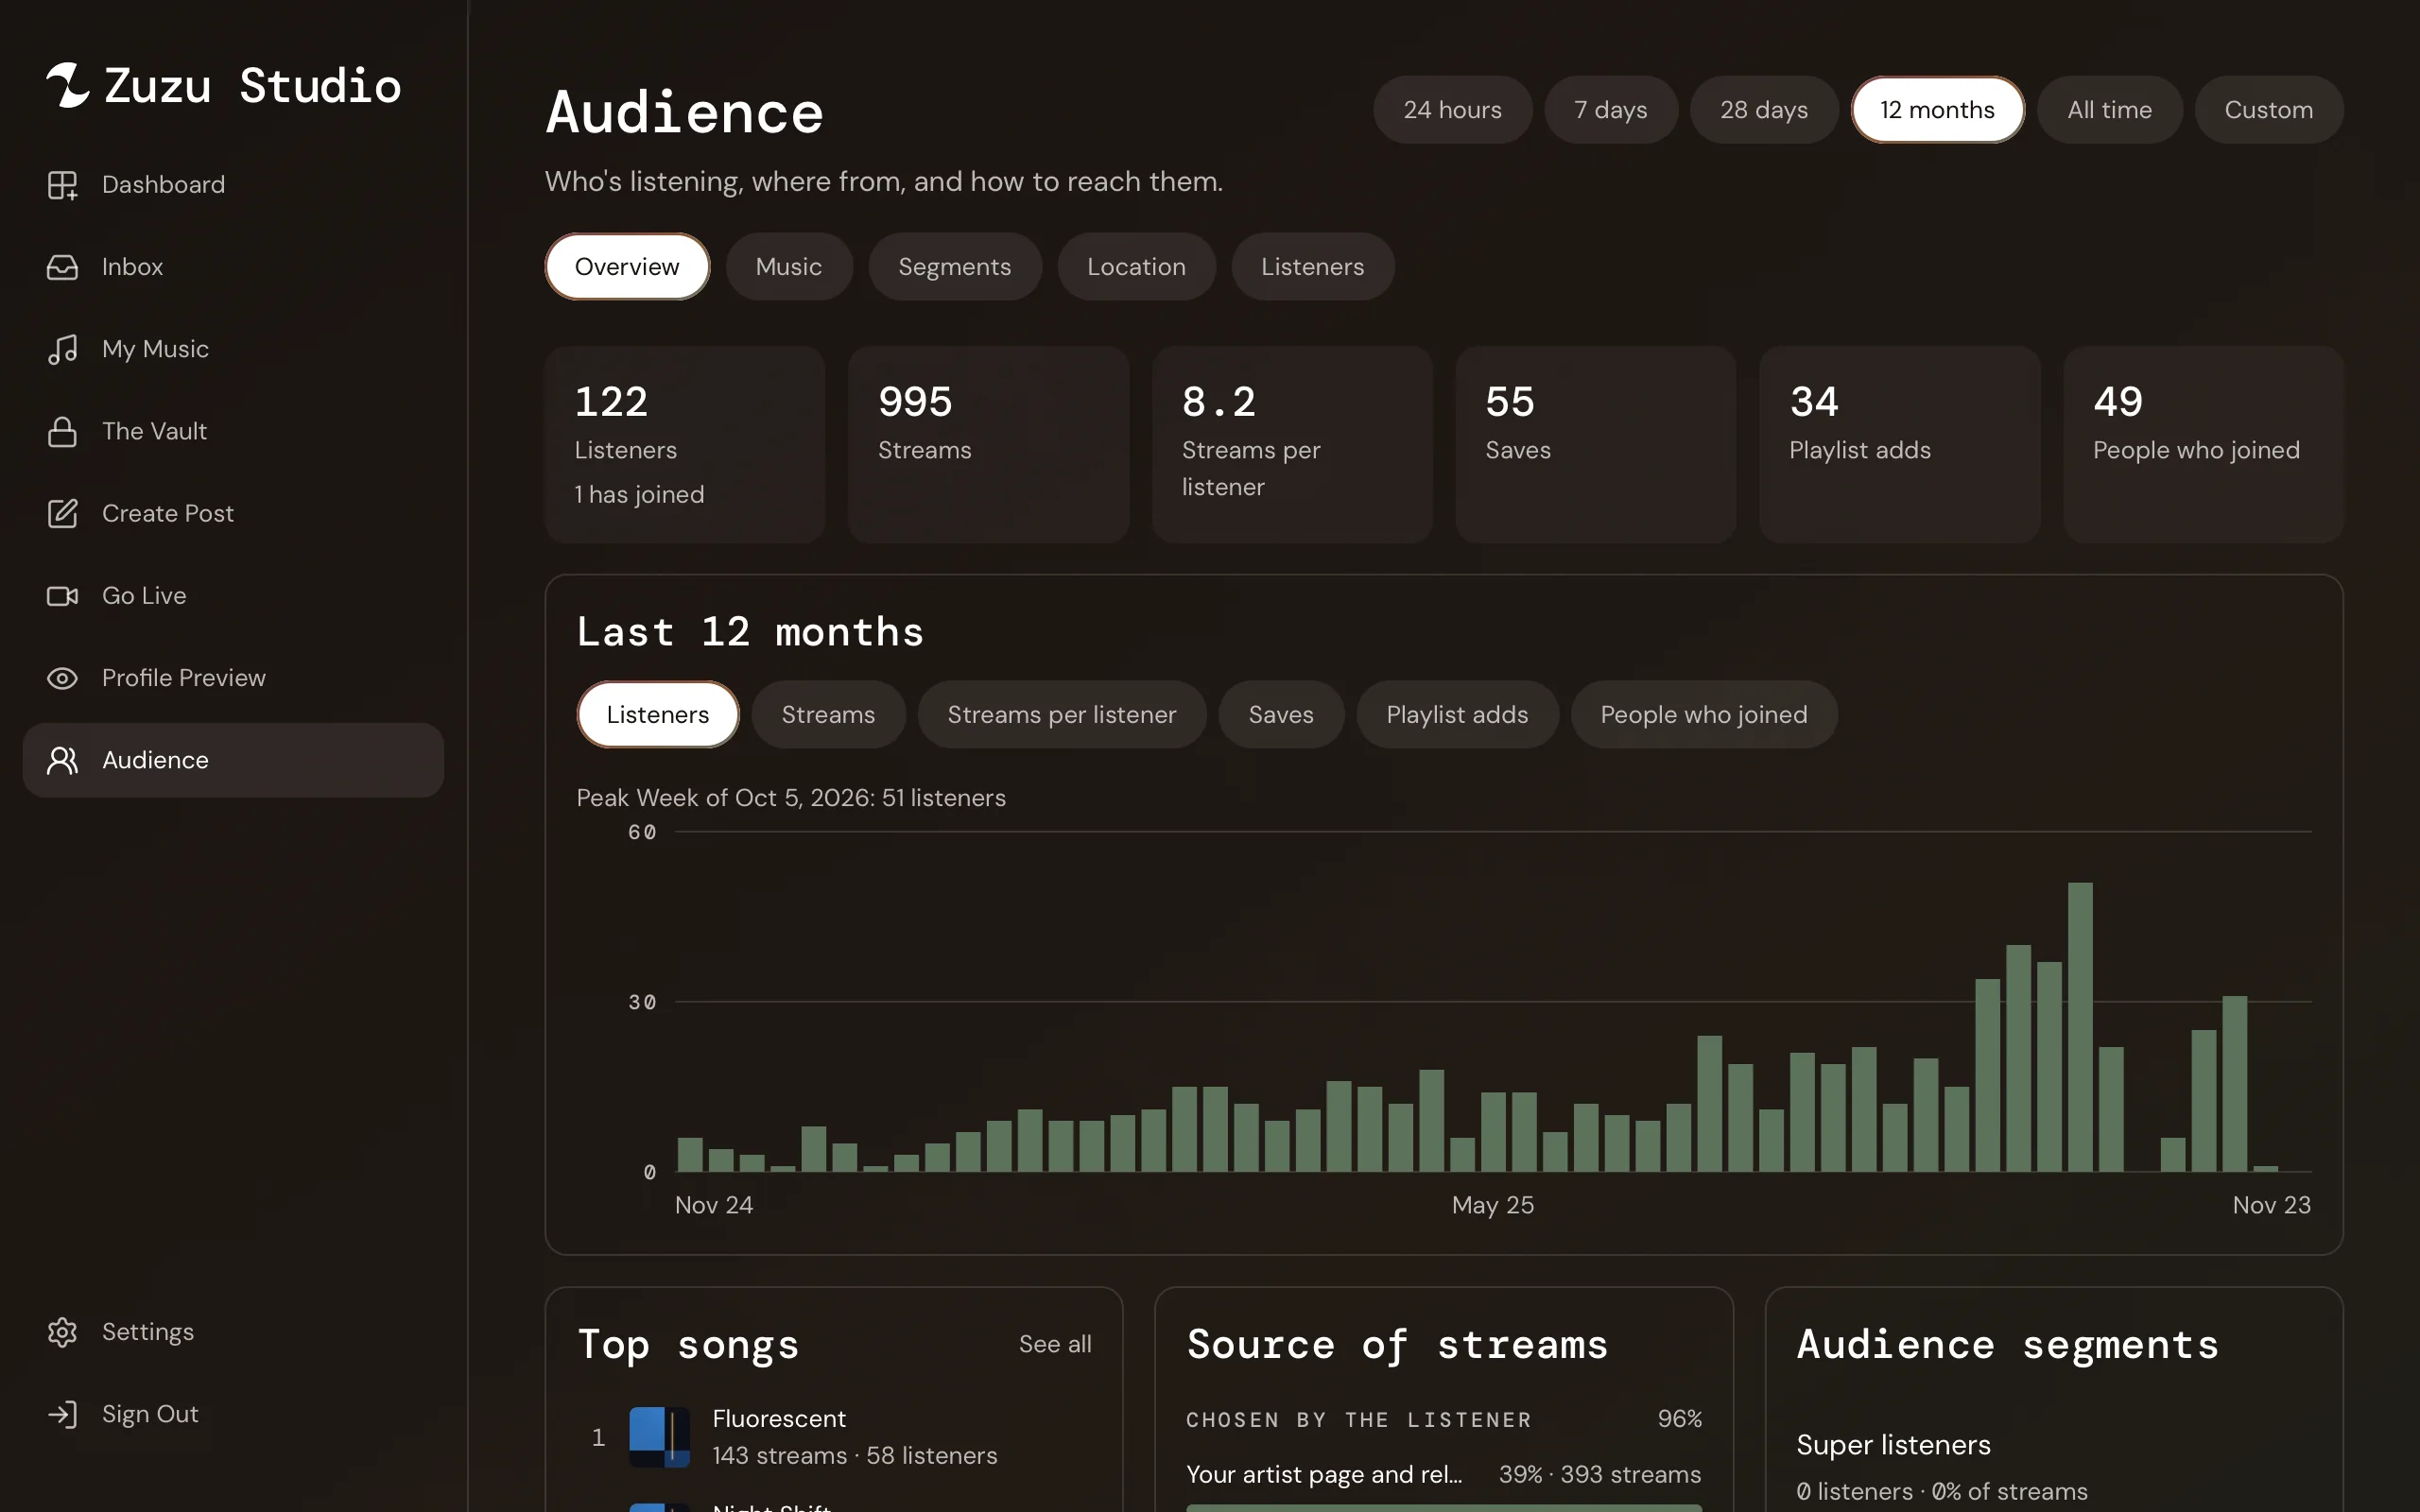 Zuzu Studio
Dashboard
Inbox
My Music
The Vault
Create Post
Go Live
Profile Preview
Audience
Settings
Sign Out
Audience
24 hours
7 days
28 days
12 months
All time
Custom
Who's listening, where from, and how to reach them.
Overview
Music
Segments
Location
Listeners
122
Listeners
1 has joined
995
Streams
8.2
Streams per
listener
55
Saves
34
Playlist adds
49
People who joined
Last 12 months
Listeners
Streams
Streams per listener
Saves
Playlist adds
People who joined
Peak Week of Oct 5, 2026: 51 listeners
60
30
0
Nov 24
May 25
Nov 23
Top songs
See all
1
Fluorescent
143 streams · 58 listeners
Night Shift
Source of streams
CHOSEN BY THE LISTENER
96%
Your artist page and rel...
39% · 393 streams
Audience segments
Super listeners
0 listeners · 0% of streams